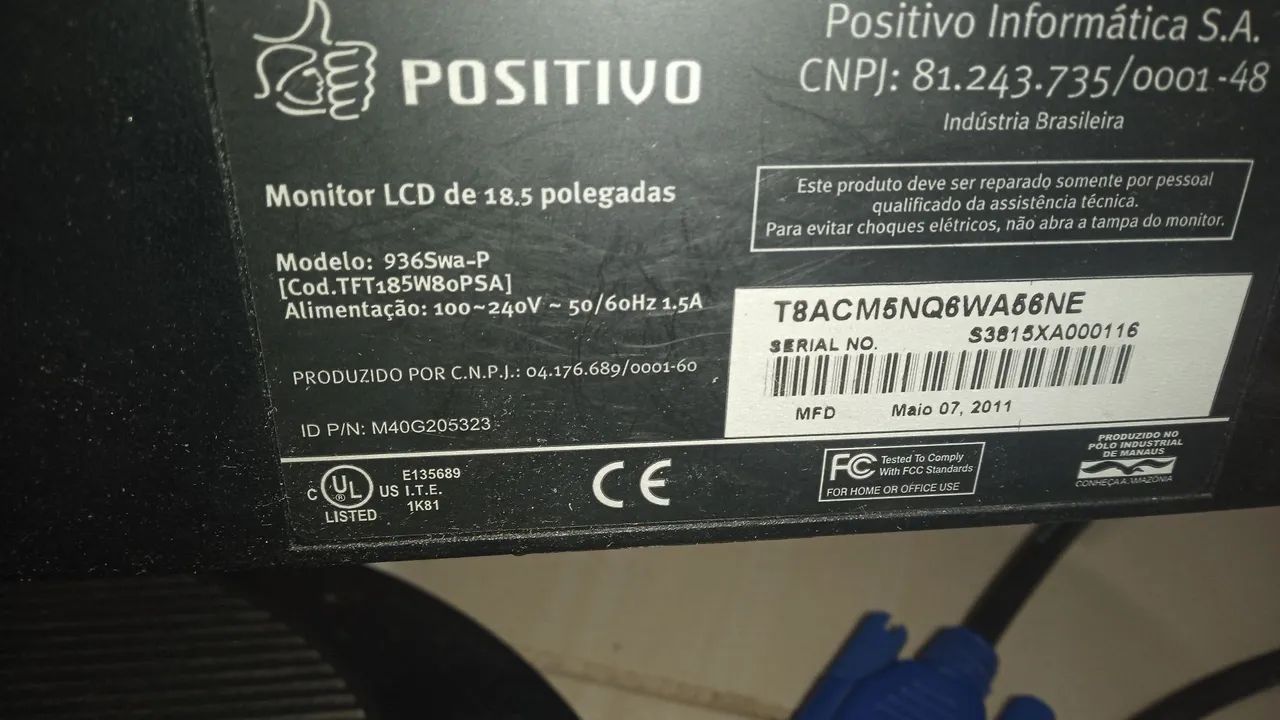 POSITIVO
Positivo Informática S.A.
CNPJ: 81.243.735/0001-48
Indústria Brasileira
Monitor LCD de 18.5 polegadas
Este produto deve ser reparado somente por pessoal
qualificado da assistência técnica.
Para evitar choques elétricos, não abra a tampa do monitor.
Modelo: 936Swa-P
[Cod.TFT185W80PSA]
Alimentação: 100~240V ~ 50/60Hz 1.5A
T8ACM5NQ6WA56NE
SERIAL NO. S3815XA000116
MFD Maio 07, 2011
PRODUZIDO POR C.N.P.J.: 04.176.689/0001-60
ID P/N: M40G205323
C UL ® US LISTED
E135689
I.T.E.
1K81
CE
FC Tested To Comply
With FCC Standards
FOR HOME OR OFFICE USE
PRODUZIDO NO
PÓLO INDUSTRIAL
DE MANAUS
CONHEÇA A AMAZÔNIA